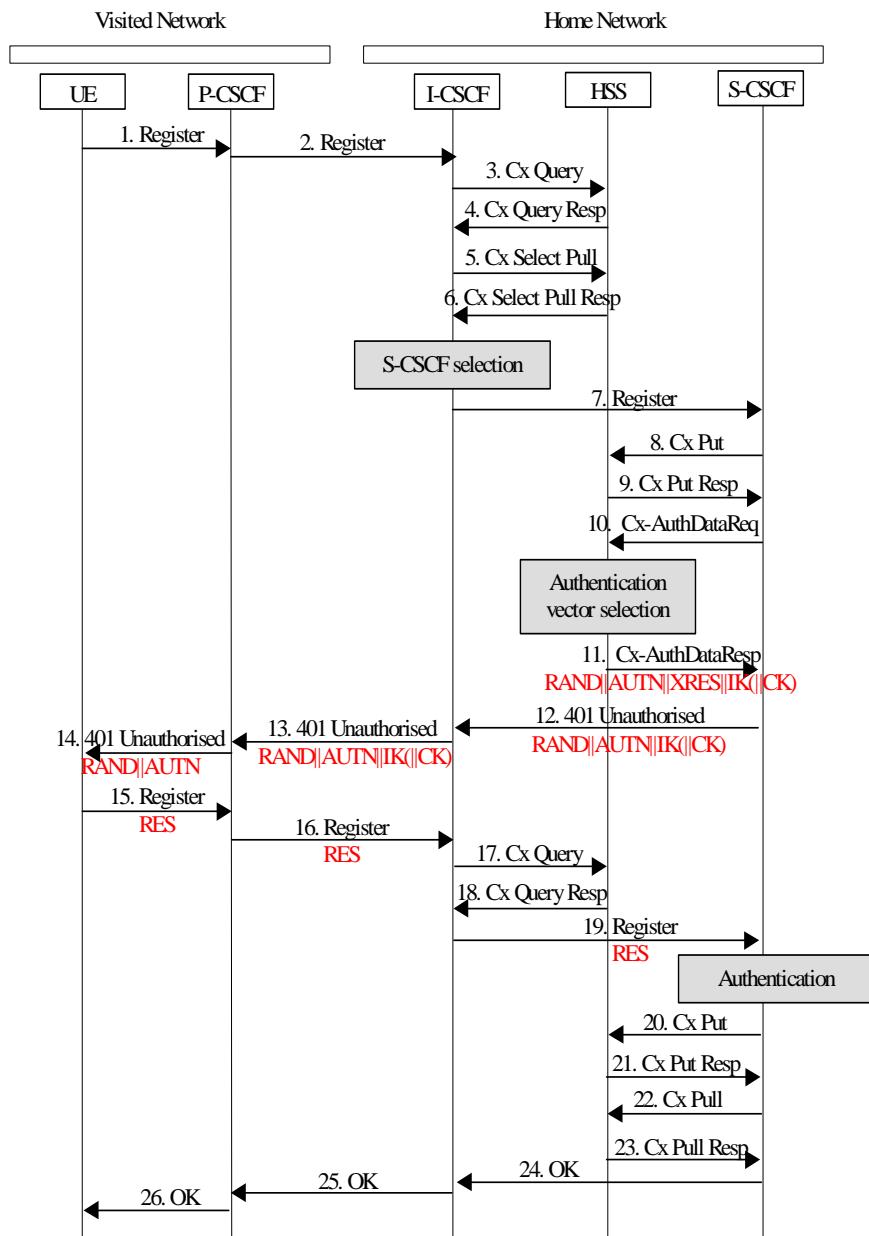 Visited Network
Home Network
UE
P-CSCF
I-CSCF
HSS
S-CSCF
1. Register
2. Register
3. Cx Query
4. Cx Query Resp
5. Cx Select Pull
6. Cx Select Pull Resp
S-CSCF selection
7. Register
8. Cx Put
9. Cx Put Resp
10. Cx-AuthDataReq
Authentication
vector selection
11. Cx-AuthDataResp
RAND||AUTN||XRES||IK(||CK)
12. 401 Unauthorised
RAND||AUTN||IK(||CK)
13. 401 Unauthorised
RAND||AUTN||IK(||CK)
14. 401 Unauthorised
RAND||AUTN
15. Register
RES
16. Register
RES
17. Cx Query
18. Cx Query Resp
19. Register
RES
Authentication
20. Cx Put
21. Cx Put Resp
22. Cx Pull
23. Cx Pull Resp
24. OK
25. OK
26. OK